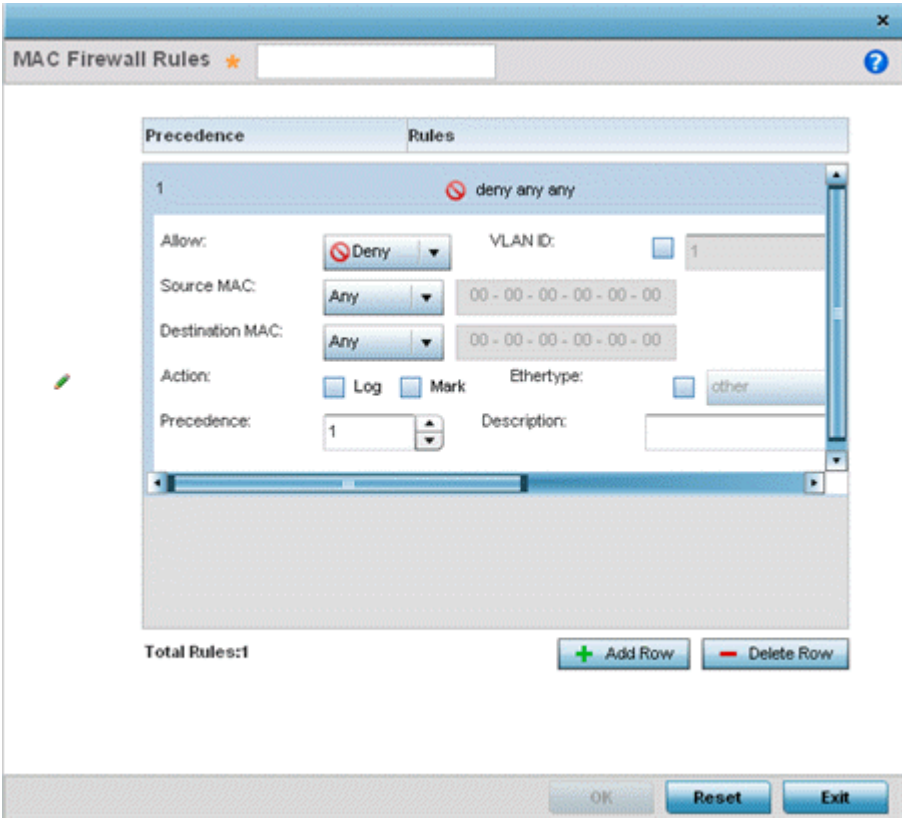 MAC Firewall Rules *
Precedence Rules
1 deny any any
Allow: Deny VLAN ID: 1
Source MAC: Any 00 - 00 - 00 - 00 - 00 - 00
Destination MAC: Any 00 - 00 - 00 - 00 - 00 - 00
Action: Log Mark Ethertype: other
Precedence: 1 Description:
Total Rules:1 Add Row Delete Row
OK Reset Exit